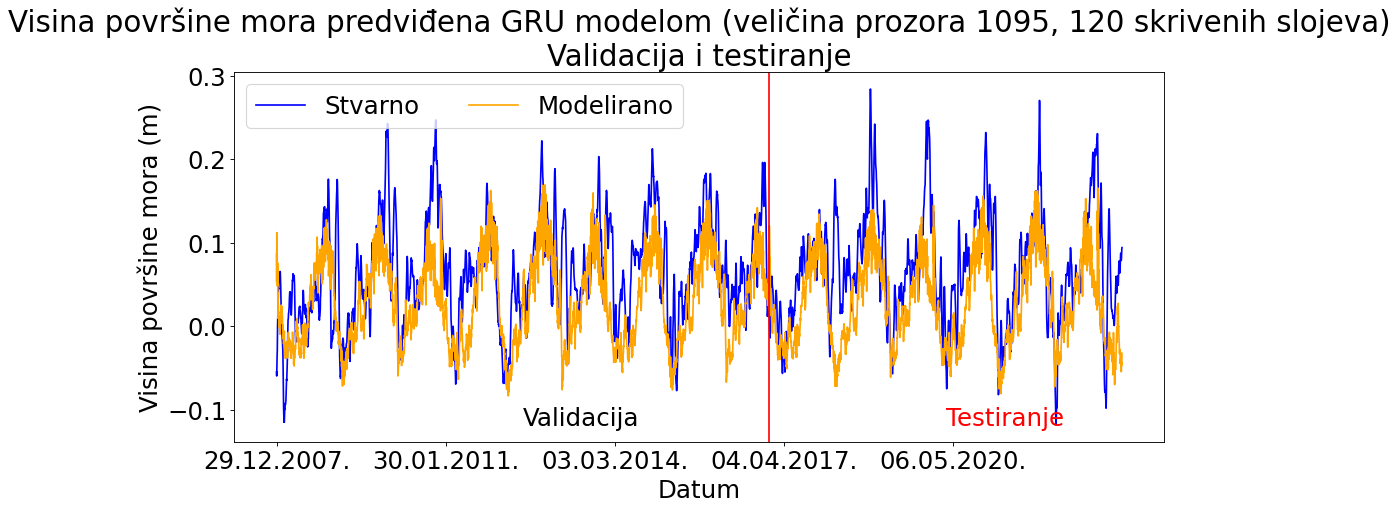 Visina površine mora predviđena GRU modelom (veličina prozora 1095, 120 skrivenih slojeva)
Validacija i testiranje
Stvarno Modelirano
Visina površine mora (m)
0.3
0.2
0.1
0.0
−0.1
Validacija Testiranje
29.12.2007. 30.01.2011. 03.03.2014. 04.04.2017. 06.05.2020.
Datum